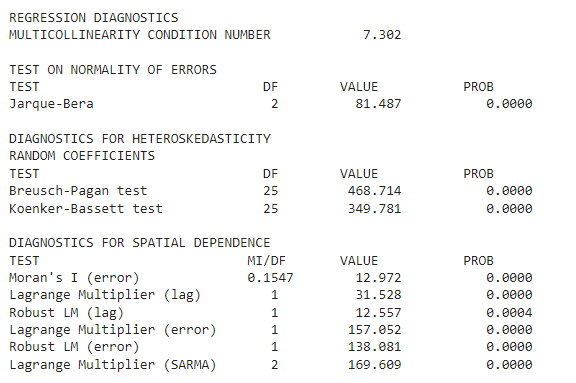 REGRESSION DIAGNOSTICS
MULTICOLLINEARITY CONDITION NUMBER 7.302
TEST ON NORMALITY OF ERRORS
TEST DF VALUE PROB
Jarque-Bera 2 81.487 0.0000
DIAGNOSTICS FOR HETEROSKEDASTICITY
RANDOM COEFFICIENTS
TEST DF VALUE PROB
Breusch-Pagan test 25 468.714 0.0000
Koenker-Bassett test 25 349.781 0.0000
DIAGNOSTICS FOR SPATIAL DEPENDENCE
TEST MI/DF VALUE PROB
Moran's I (error) 0.1547 12.972 0.0000
Lagrange Multiplier (lag) 1 31.528 0.0000
Robust LM (lag) 1 12.557 0.0004
Lagrange Multiplier (error) 1 157.052 0.0000
Robust LM (error) 1 138.081 0.0000
Lagrange Multiplier (SARMA) 2 169.609 0.0000